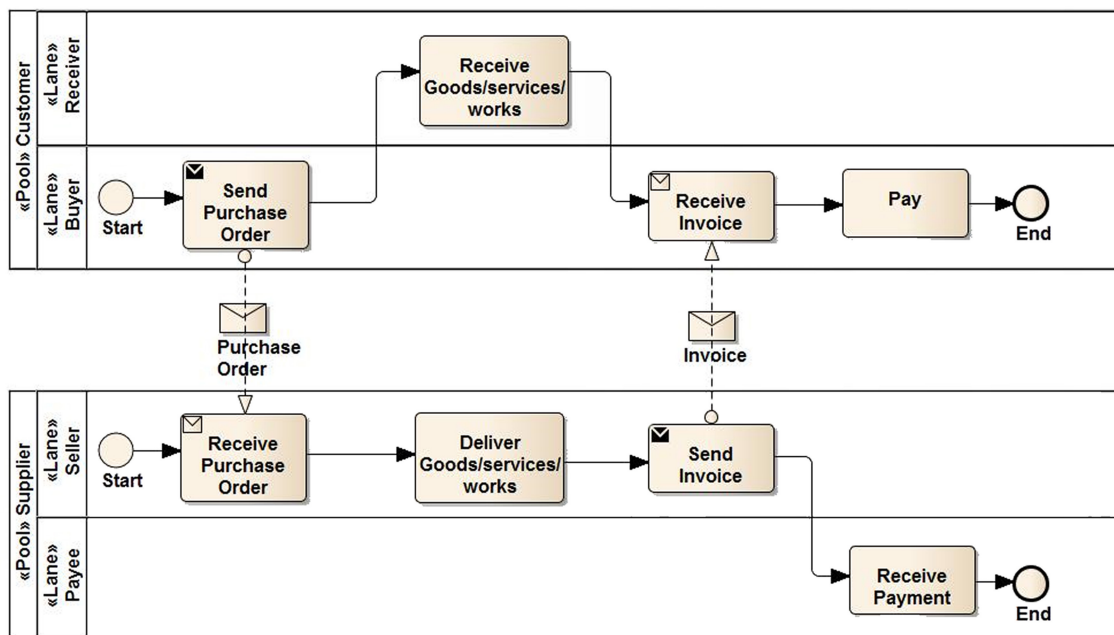 «Pool» Customer
«Lane»
Receiver
Receive
Goods/services/
works
«Lane»
Buyer
Start
Send
Purchase
Order
Receive
Invoice
Pay
End
Purchase
Order
Invoice
«Pool» Supplier
«Lane»
Seller
Start
Receive
Purchase
Order
Deliver
Goods/services/
works
Send
Invoice
«Lane»
Payee
Receive
Payment
End